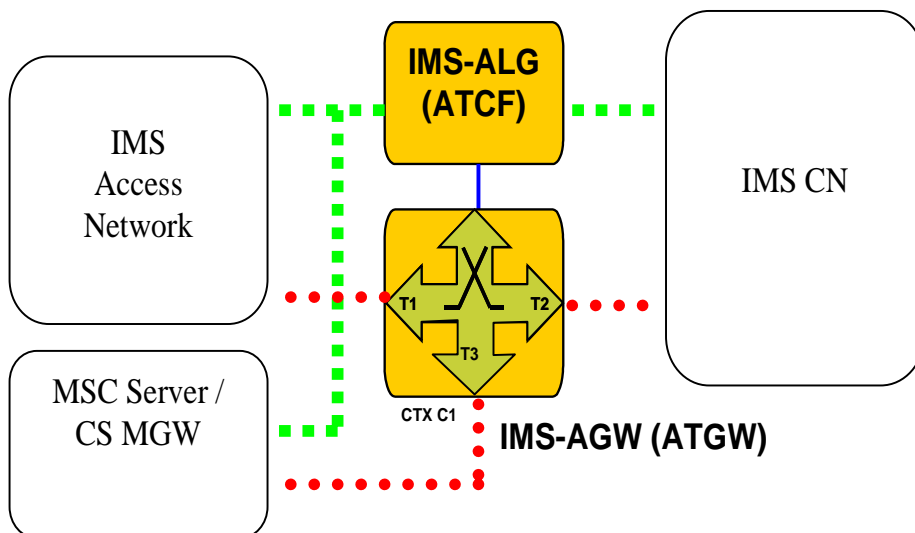 IMS-ALG
(ATCF)
IMS
Access
Network
IMS CN
T1
T2
T3
MSC Server /
CS MGW
CTX C1
IMS-AGW (ATGW)